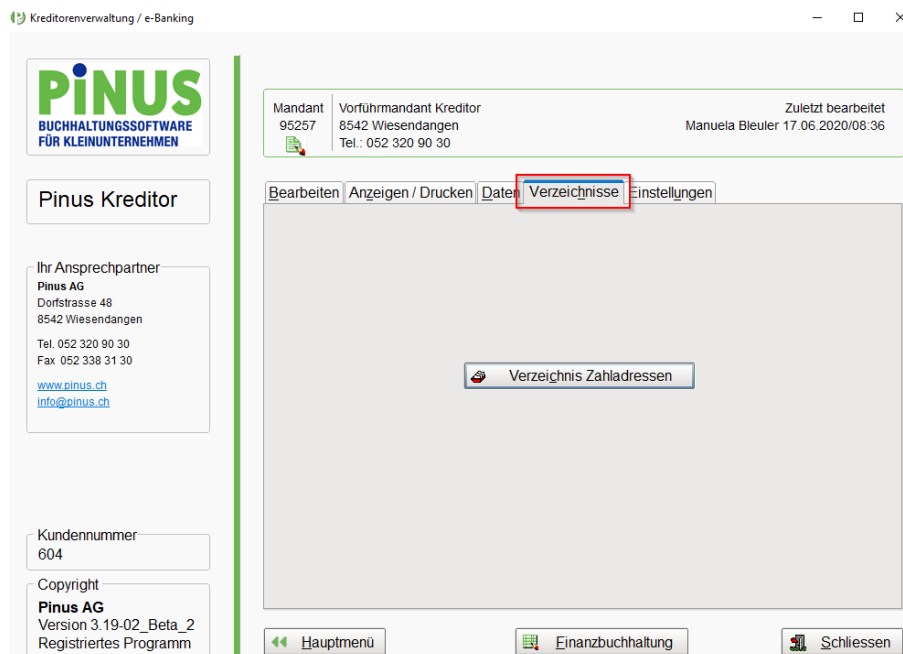 Kreditorenverwaltung / e-Banking
PiNUS
BUCHHALTUNGSSOFTWARE
FÜR KLEINUNTERNEHMEN
Pinus Kreditor
Ihr Ansprechpartner
Pinus AG
Dorfstrasse 48
8542 Wiesendangen
Tel. 052 320 90 30
Fax 052 338 31 30
www.pinus.ch
info@pinus.ch
Kundennummer
604
Copyright
Pinus AG
Version 3.19-02_Beta_2
Registriertes Programm
Mandant
95257
Vorführmandant Kreditor
8542 Wiesendangen
Tel.: 052 320 90 30
Zuletzt bearbeitet
Manuela Bleuler 17.06.2020/08:36
Bearbeiten Anzeigen / Drucken Daten Verzeichnisse Einstellungen
Verzeichnis Zahladressen
Hauptmenü Finanzbuchhaltung Schliessen